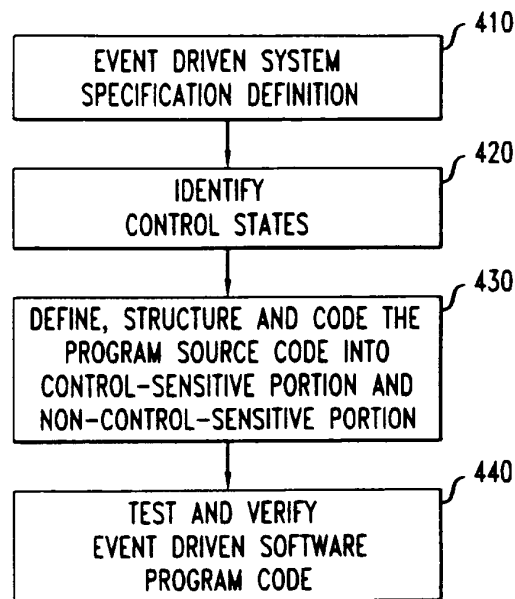 410
EVENT DRIVEN SYSTEM
SPECIFICATION DEFINITION
420
IDENTIFY
CONTROL STATES
430
DEFINE, STRUCTURE AND CODE THE
PROGRAM SOURCE CODE INTO
CONTROL-SENSITIVE PORTION AND
NON-CONTROL-SENSITIVE PORTION
440
TEST AND VERIFY
EVENT DRIVEN SOFTWARE
PROGRAM CODE